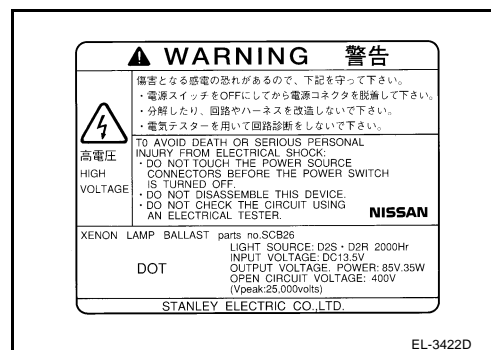 ⚠ WARNING 警告
傷害となる感電の恐れがあるので、下記を守って下さい。
・電源スイッチをOFFにしてから電源コネクタを脱着して下さい。
・分解したり、回路やハーネスを改造しないで下さい。
・電気テスターを用いて回路診断をしないで下さい。
高電圧
HIGH
VOLTAGE
TO AVOID DEATH OR SERIOUS PERSONAL
INJURY FROM ELECTRICAL SHOCK:
・DO NOT TOUCH THE POWER SOURCE
CONNECTORS BEFORE THE POWER SWITCH
IS TURNED OFF.
・DO NOT DISASSEMBLE THIS DEVICE.
・DO NOT CHECK THE CIRCUIT USING
AN ELECTRICAL TESTER.
NISSAN
XENON LAMP BALLAST parts no.SCB26
DOT
LIGHT SOURCE: D2S・D2R 2000Hr
INPUT VOLTAGE: DC13.5V
OUTPUT VOLTAGE. POWER: 85V.35W
OPEN CIRCUIT VOLTAGE: 400V
(Vpeak:25,000volts)
STANLEY ELECTRIC CO.,LTD.
EL-3422D